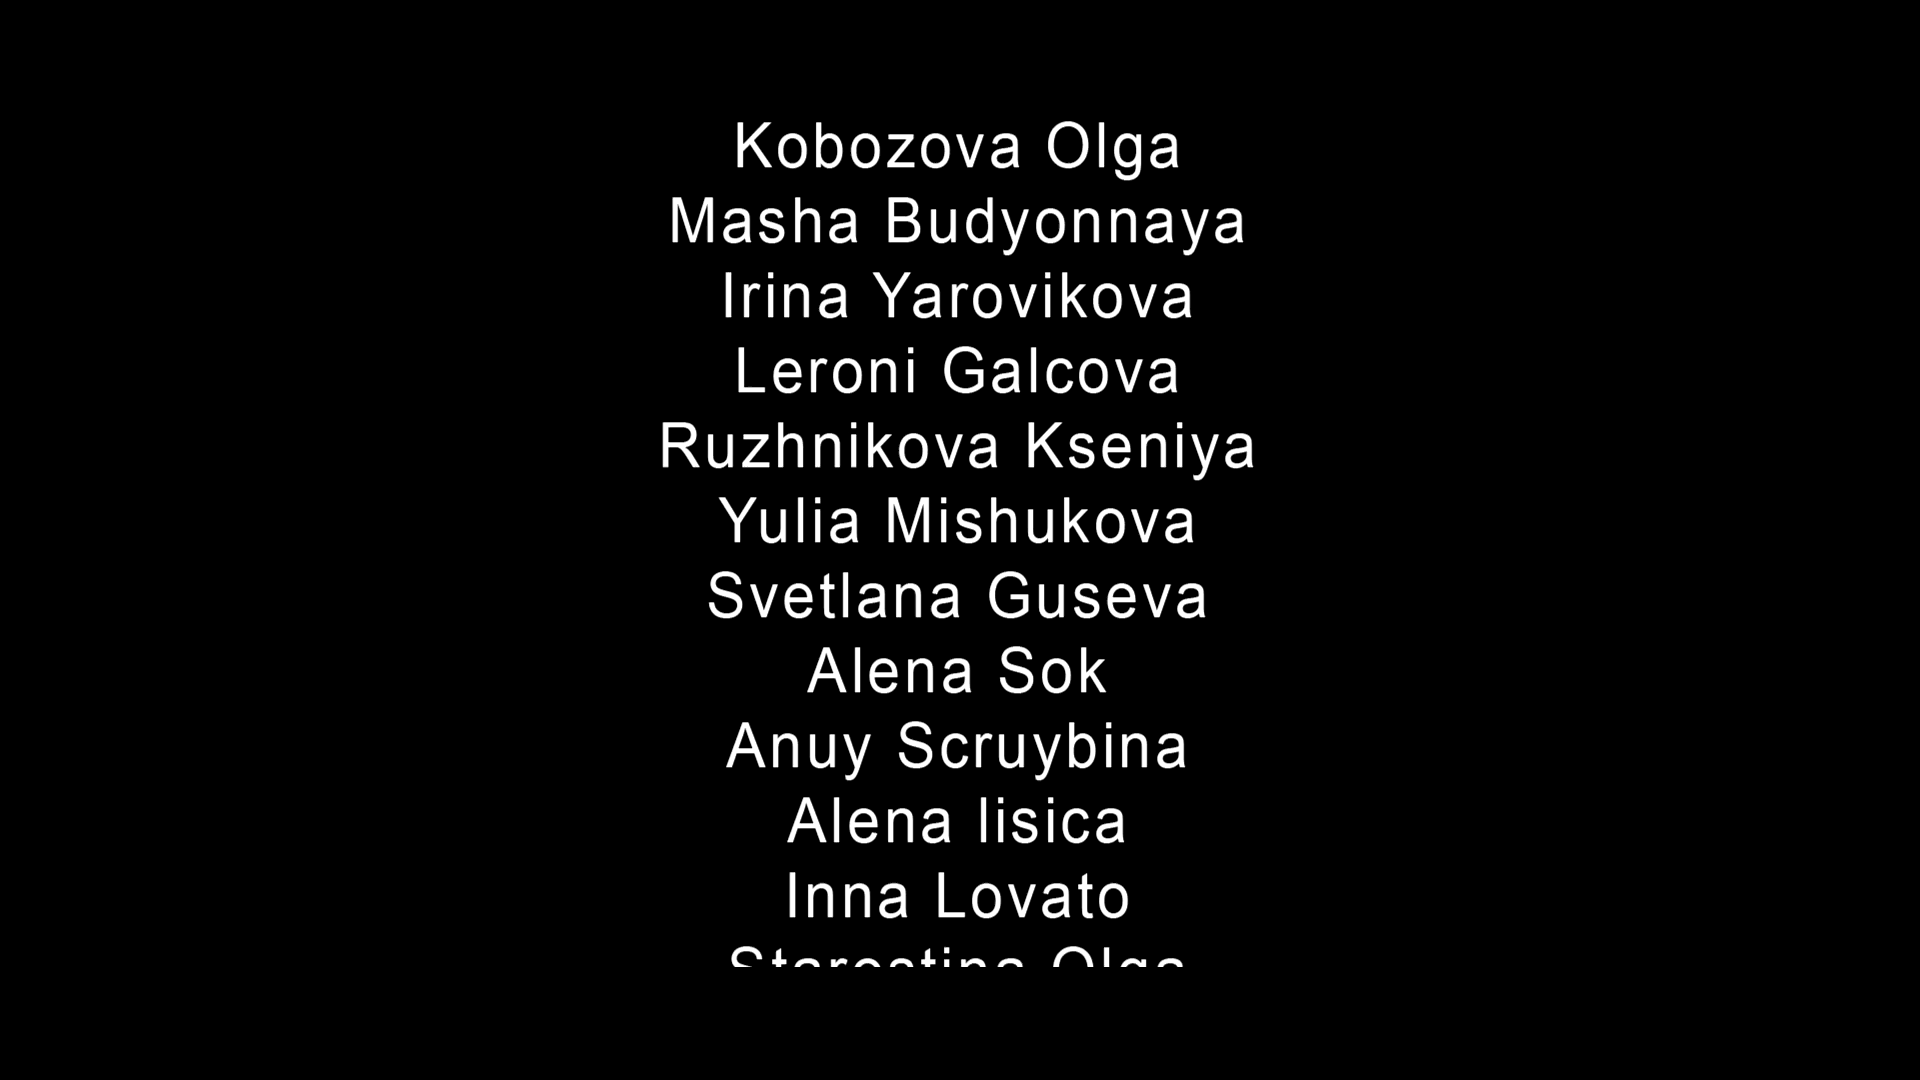 Kobozova Olga
Masha Budyonnaya
Irina Yarovikova
Leroni Galcova
Ruzhnikova Kseniya
Yulia Mishukova
Svetlana Guseva
Alena Sok
Anuy Scruybina
Alena lisica
Inna Lovato
Olga